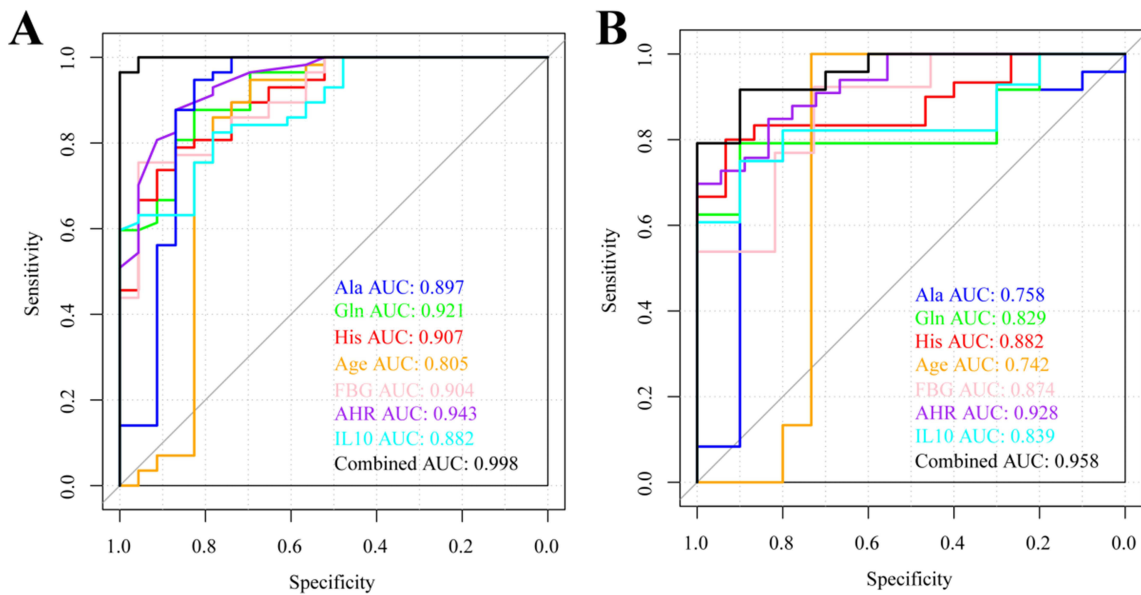 A
1.0
0.8
0.6
0.4
0.2
0.0
Sensitivity
Ala AUC: 0.897
Gln AUC: 0.921
His AUC: 0.907
Age AUC: 0.805
FBG AUC: 0.904
AHR AUC: 0.943
IL10 AUC: 0.882
Combined AUC: 0.998
1.0 0.8 0.6 0.4 0.2 0.0
Specificity
B
1.0
0.8
0.6
0.4
0.2
0.0
Sensitivity
Ala AUC: 0.758
Gln AUC: 0.829
His AUC: 0.882
Age AUC: 0.742
FBG AUC: 0.874
AHR AUC: 0.928
IL10 AUC: 0.839
Combined AUC: 0.958
1.0 0.8 0.6 0.4 0.2 0.0
Specificity